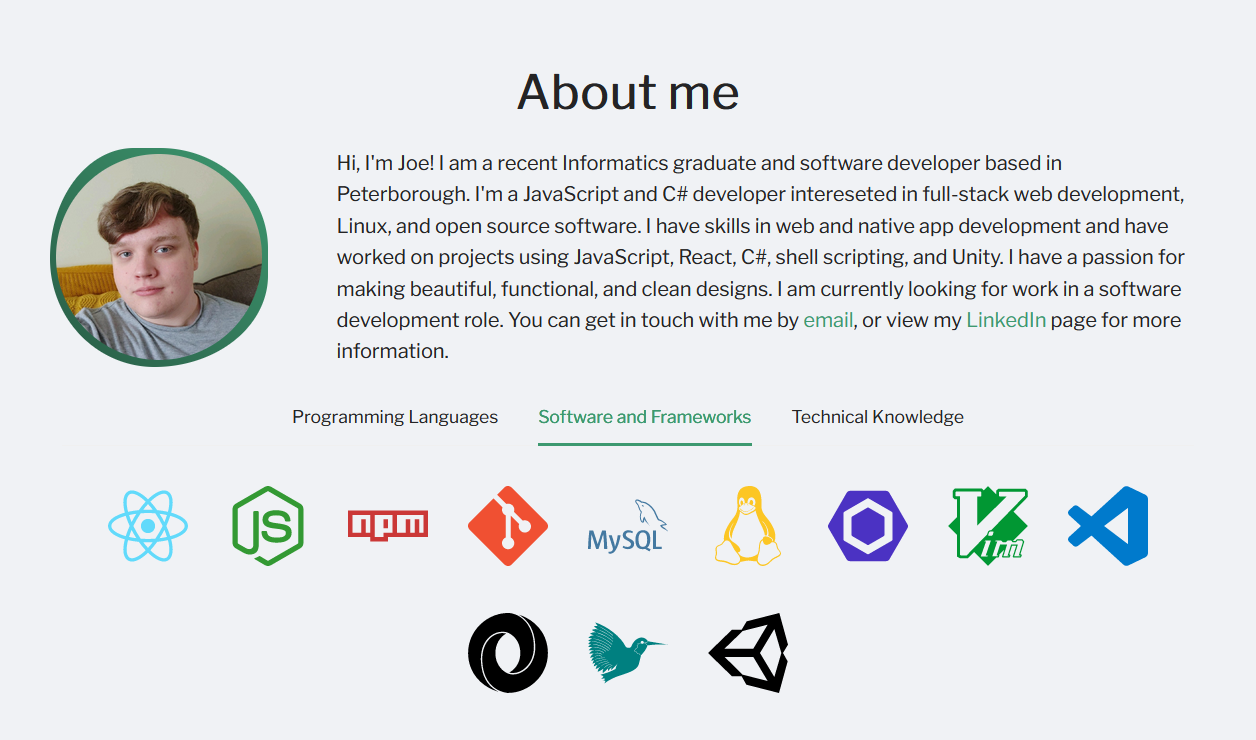 About me
Hi, I'm Joe! I am a recent Informatics graduate and software developer based in
Peterborough. I'm a JavaScript and C# developer intereseted in full-stack web development,
Linux, and open source software. I have skills in web and native app development and have
worked on projects using JavaScript, React, C#, shell scripting, and Unity. I have a passion for
making beautiful, functional, and clean designs. I am currently looking for work in a software
development role. You can get in touch with me by email, or view my LinkedIn page for more
information.
Programming Languages Software and Frameworks Technical Knowledge
JS npm MySQL Vim